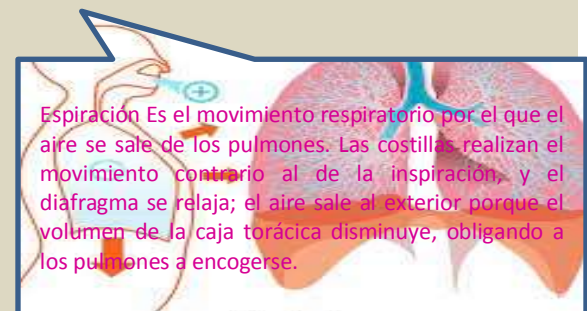 Espiración Es el movimiento respiratorio por el que el
aire se sale de los pulmones. Las costillas realizan el
movimiento contrario al de la inspiración, y el
diafragma se relaja; el aire sale al exterior porque el
volumen de la caja torácica disminuye, obligando a
los pulmones a encogerse.